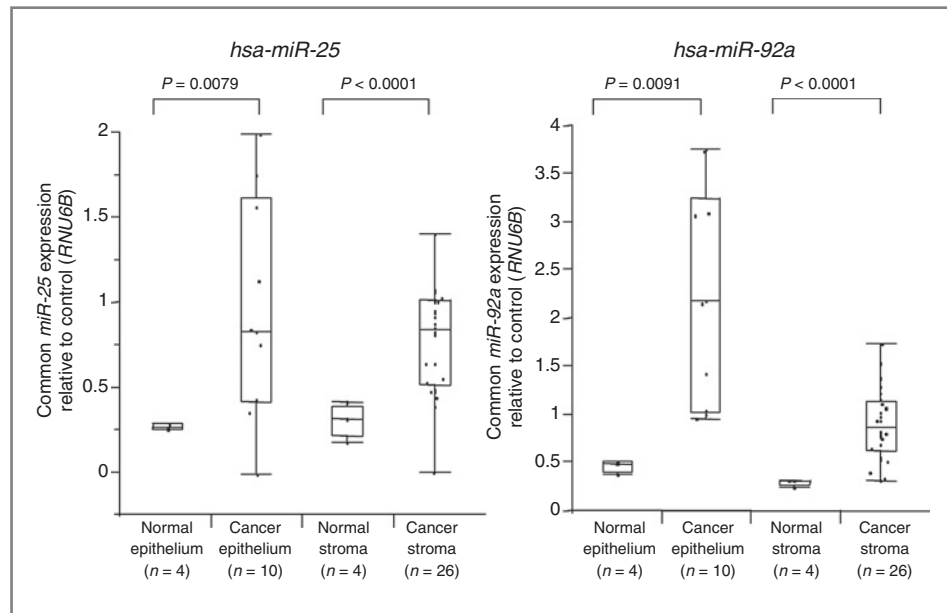 hsa-miR-25
P = 0.0079
P < 0.0001
Common miR-25 expression
relative to control (RNU6B)
2
1.5
1
0.5
0
Normal
epithelium
(n = 4)
Cancer
epithelium
(n = 10)
Normal
stroma
(n = 4)
Cancer
stroma
(n = 26)
hsa-miR-92a
P = 0.0091
P < 0.0001
Common miR-92a expression
relative to control (RNU6B)
4
3.5
3
2.5
2
1.5
1
0.5
0
Normal
epithelium
(n = 4)
Cancer
epithelium
(n = 10)
Normal
stroma
(n = 4)
Cancer
stroma
(n = 26)